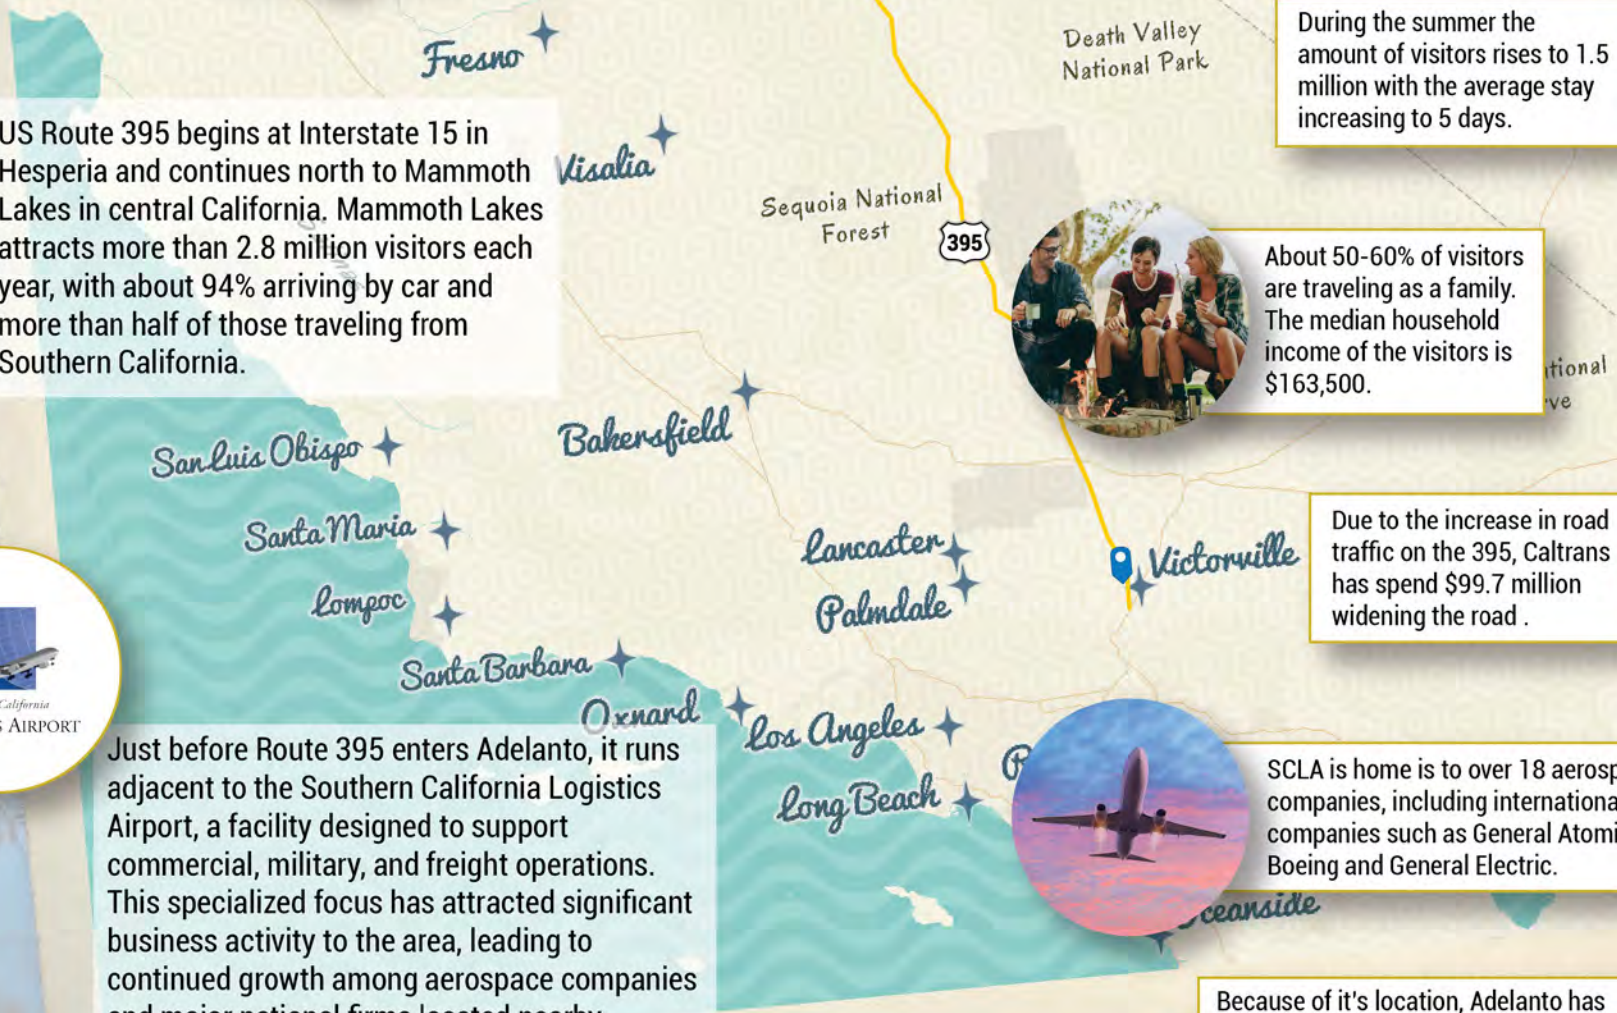 Fresno
Death Valley
National Park
During the summer the
amount of visitors rises to 1.5
million with the average stay
increasing to 5 days.
US Route 395 begins at Interstate 15 in
Hesperia and continues north to Mammoth
Lakes in central California. Mammoth Lakes
attracts more than 2.8 million visitors each
year, with about 94% arriving by car and
more than half of those traveling from
Southern California.
Visalia
Sequoia National
Forest
395
About 50-60% of visitors
are traveling as a family.
The median household
income of the visitors is
$163,500.
Bakersfield
San Luis Obispo
Santa Maria
Lompoc
Lancaster
Palmdale
Victorville
Due to the increase in road
traffic on the 395, Caltrans
has spend $99.7 million
widening the road .
Santa Barbara
Oxnard
Los Angeles
Long Beach
California
AIRPORT
Just before Route 395 enters Adelanto, it runs
adjacent to the Southern California Logistics
Airport, a facility designed to support
commercial, military, and freight operations.
This specialized focus has attracted significant
business activity to the area, leading to
continued growth among aerospace companies
and major national firms located nearby
SCLA is home is to over 18
companies, including
companies such as General
Boeing and General Electric.
Because of it's location, Adelanto has